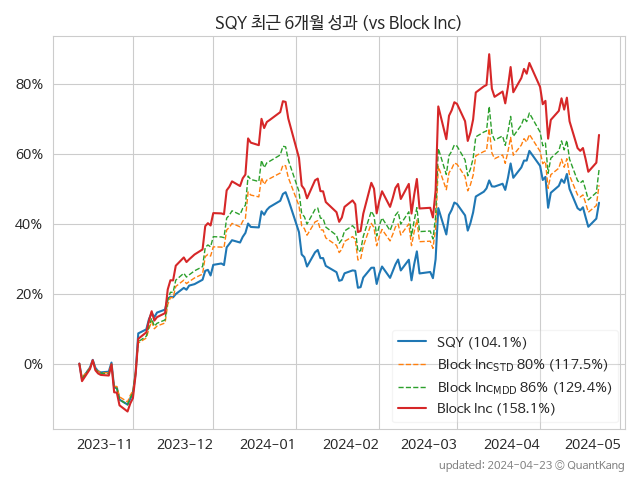 SQY 최근 6개월 성과 (vs Block Inc)
80%
60%
40%
20%
0%
SQY (104.1%)
Block IncSTD 80% (117.5%)
Block IncMDD 86% (129.4%)
Block Inc (158.1%)
2023-11 2023-12 2024-01 2024-02 2024-03 2024-04 2024-05
updated: 2024-04-23 © QuantKang